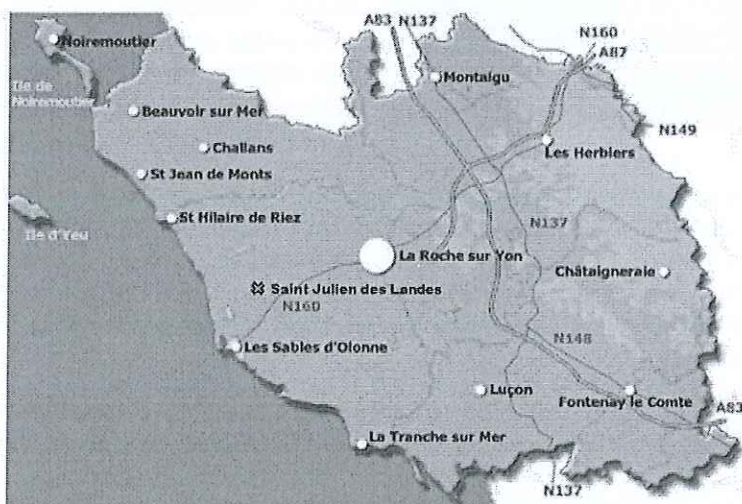 A83 N137
N160
A87
Noiremoutier
Montaigu
Ile de
Noiremoutier
Beauvoir sur Mer
N149
Challans
Les Herbiers
St Jean de Monts
St Hilaire de Riez
N137
Ile d'Yeu
La Roche sur Yon
Châtaigneraie
Saint Julien des Landes
N160
Les Sables d'Olonne
N148
Luçon
Fontenay le Comte
A83
La Tranche sur Mer
N137